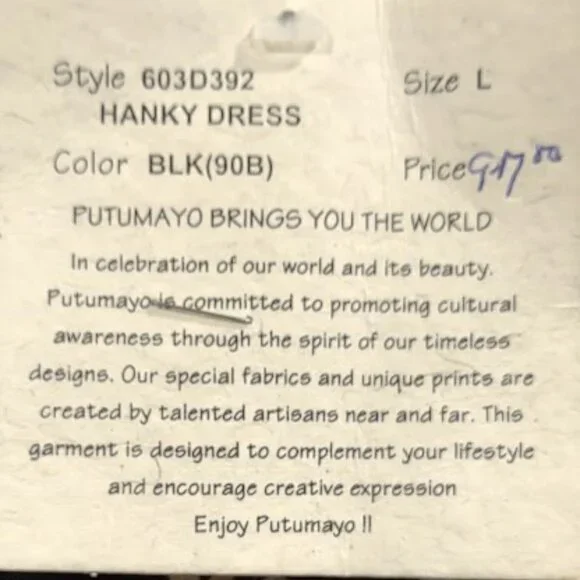 Style 603D392 Size L
HANKY DRESS
Color BLK(90B) Price
PUTUMAYO BRINGS YOU THE WORLD
In celebration of our world and its beauty.
Putumayo is committed to promoting cultural
awareness through the spirit of our timeless
designs. Our special fabrics and unique prints are
created by talented artisans near and far. This
garment is designed to complement your lifestyle
and encourage creative expression
Enjoy Putumayo !!